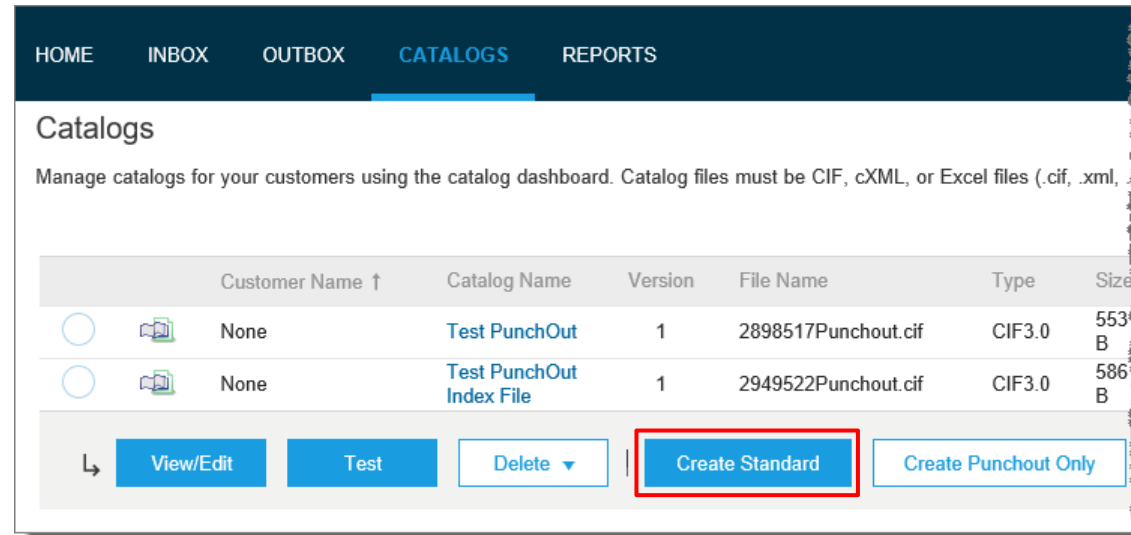 HOME INBOX OUTBOX CATALOGS REPORTS
Catalogs
Manage catalogs for your customers using the catalog dashboard. Catalog files must be CIF, cXML, or Excel files (.cif, .xml,
Customer Name ↑ Catalog Name Version File Name Type Size
None Test PunchOut 1 2898517Punchout.cif CIF3.0 553
B
None Test PunchOut
Index File 1 2949522Punchout.cif CIF3.0 586
B
View/Edit Test Delete ▼ | Create Standard Create Punchout Only